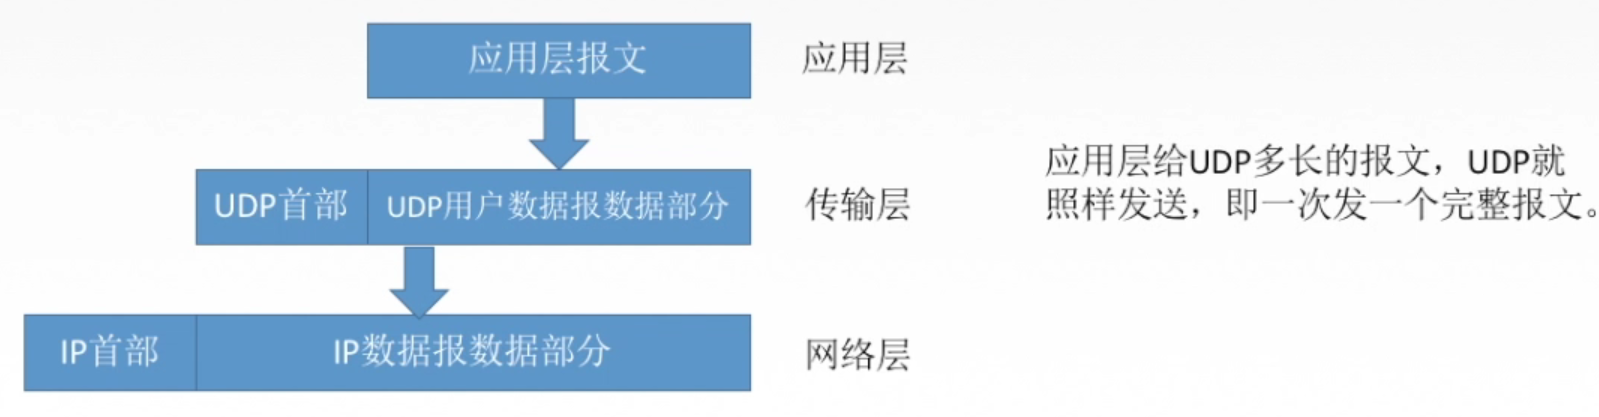 应用层报文 应用层
应用层给UDP多长的报文，UDP就
照样发送，即一次发一个完整报文。
UDP首部 UDP用户数据报数据部分 传输层
IP首部 IP数据报数据部分 网络层